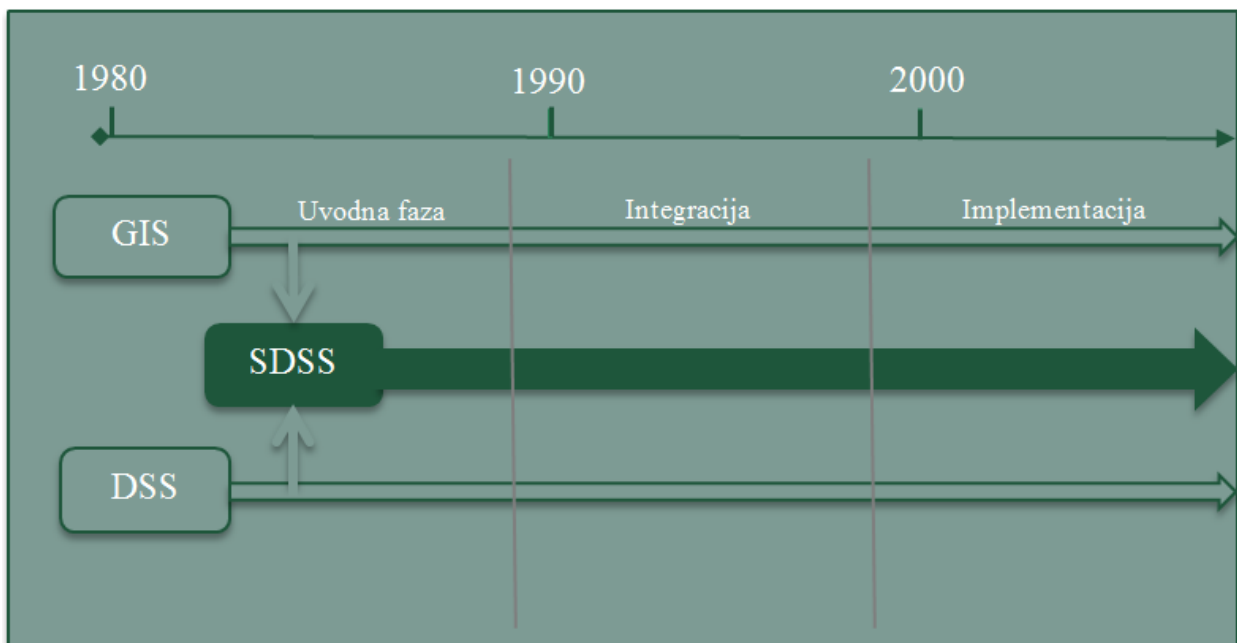 1980
1990
2000
Uvodna faza
Integracija
Implementacija
GIS
SDSS
DSS